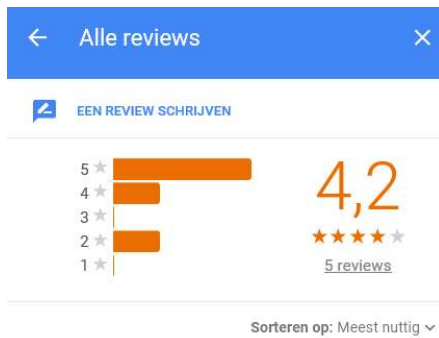 Alle reviews
EEN REVIEW SCHRIJVEN
5
4
3
2
1
4,2
5 reviews
Sorteren op: Meest nuttig